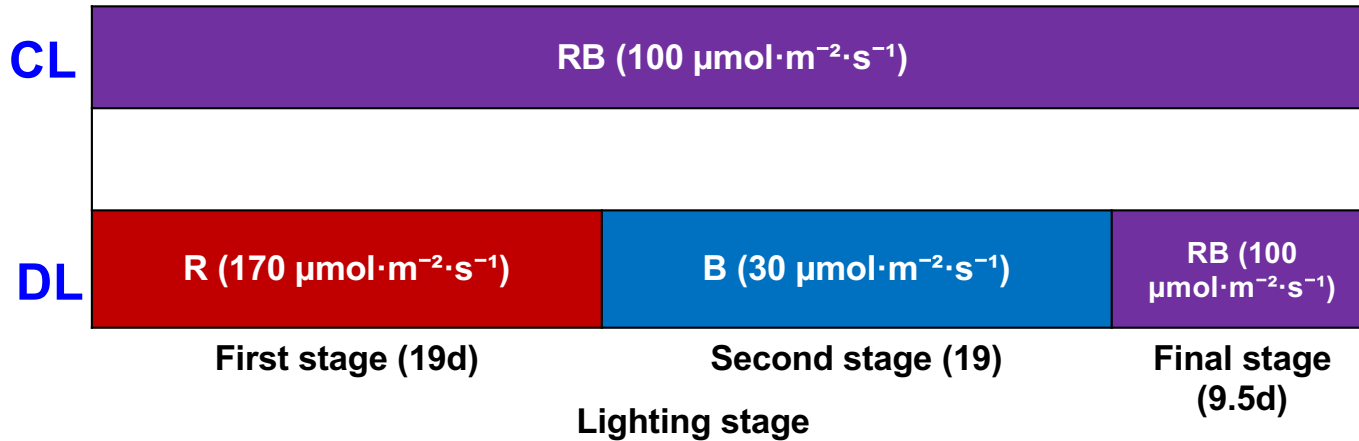 CL
RB (100 µmol·m⁻²·s⁻¹)
DL
R (170 µmol·m⁻²·s⁻¹)
B (30 µmol·m⁻²·s⁻¹)
RB (100
µmol·m⁻²·s⁻¹)
First stage (19d)
Second stage (19)
Final stage
(9.5d)
Lighting stage